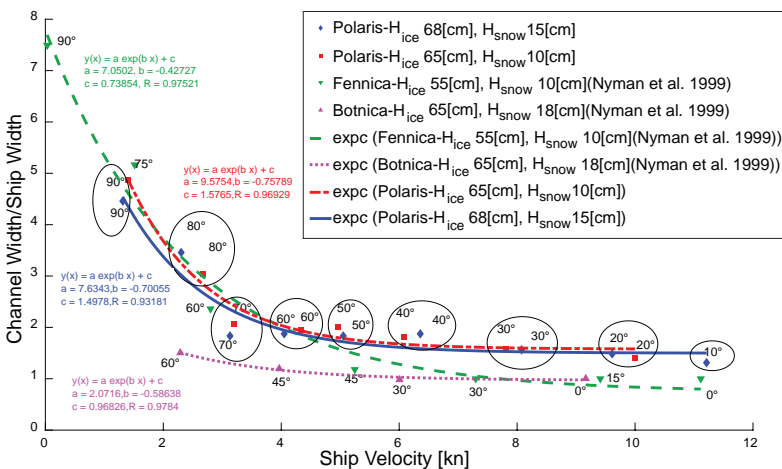 8
7
6
5
4
3
2
1
0
Channel Width/Ship Width
0 2 4 6 8 10 12
Ship Velocity [kn]
Polaris-Hice 68[cm], Hsnow15[cm]
Polaris-Hice 65[cm], Hsnow10[cm]
Fennica-Hice 55[cm], Hsnow 10[cm](Nyman et al. 1999)
Botnica-Hice 65[cm], Hsnow 18[cm](Nyman et al. 1999)
expc (Fennica-Hice 55[cm], Hsnow 10[cm](Nyman et al. 1999))
expc (Botnica-Hice 65[cm], Hsnow 18[cm](Nyman et al. 1999))
expc (Polaris-Hice 65[cm], Hsnow10[cm])
expc (Polaris-Hice 68[cm], Hsnow15[cm])
90°
y(x) = a exp(b x) + c
a = 7.0502, b = -0.42727
c = 0.73854, R = 0.97521
75°
y(x) = a exp(b x) + c
a = 9.5754,b = -0.75789
c = 1.5765,R = 0.96929
90°
90°
80°
80°
y(x) = a exp(b x) + c
a = 7.6343,b = -0.70055
c = 1.4978, R = 0.93181
60°
70°
70°
60°
60°
50°
50°
40°
40°
30°
30°
20°
20°
10°
y(x) = a exp(b x) + c
a = 2.0716,b = -0.58638
c = 0.96826, R = 0.9784
60°
45°
45°
30°
30°
0°
15°
0°